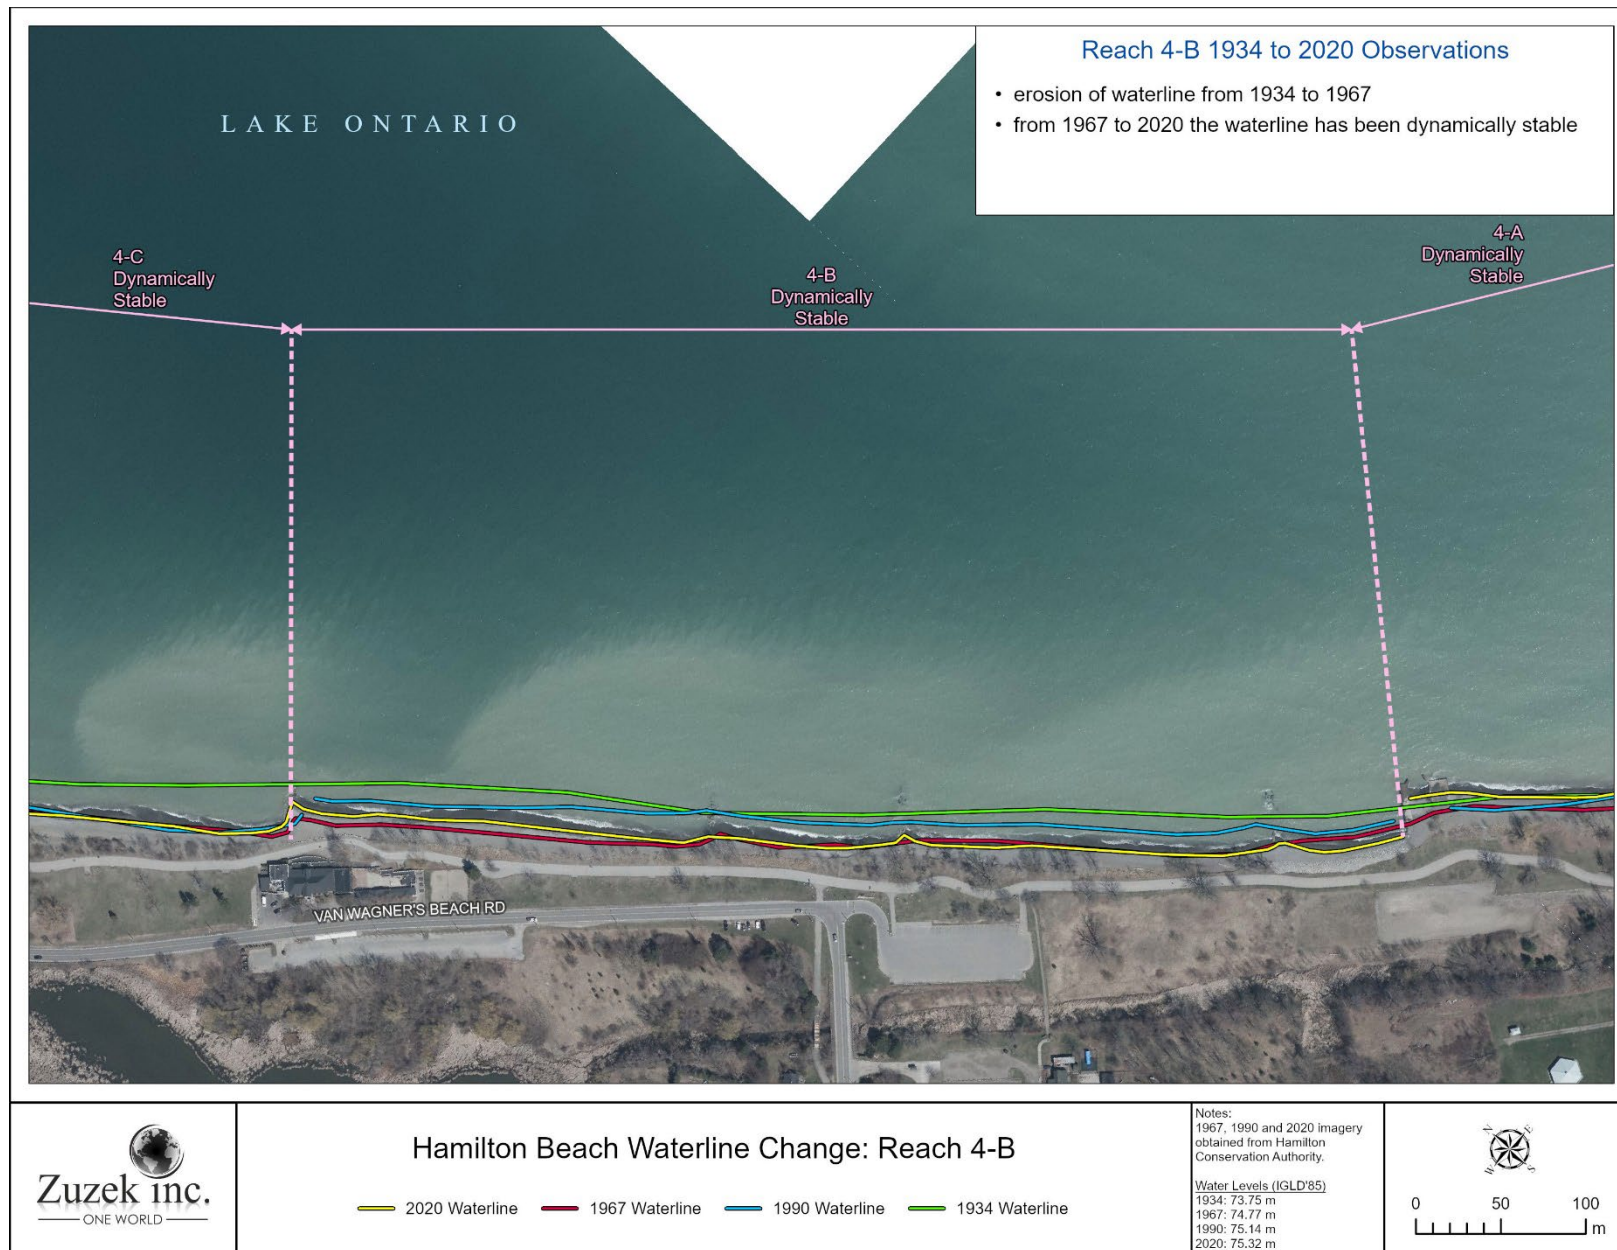 Reach 4-B 1934 to 2020 Observations
• erosion of waterline from 1934 to 1967
• from 1967 to 2020 the waterline has been dynamically stable
LAKE ONTARIO
4-C
Dynamically
Stable
4-B
Dynamically
Stable
4-A
Dynamically
Stable
VAN WAGNER'S BEACH RD
Zuzek inc.
ONE WORLD
Hamilton Beach Waterline Change: Reach 4-B
2020 Waterline
1967 Waterline
1990 Waterline
1934 Waterline
Notes:
1967, 1990 and 2020 imagery
obtained from Hamilton
Conservation Authority.
Water Levels (IGLD'85)
1934: 73.75 m
1967: 74.77 m
1990: 75.14 m
2020: 75.32 m
N E
W S
0 50 100
m